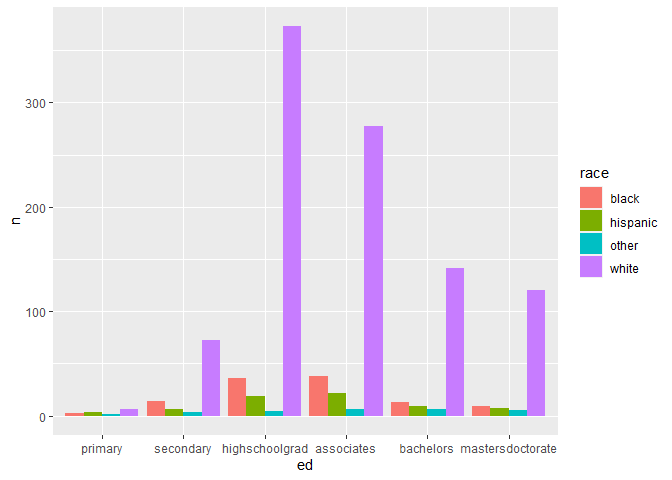 n
300
200
100
0
primary secondary highschoolgrad associates bachelors mastersdoctorate
ed
race
black
hispanic
other
white